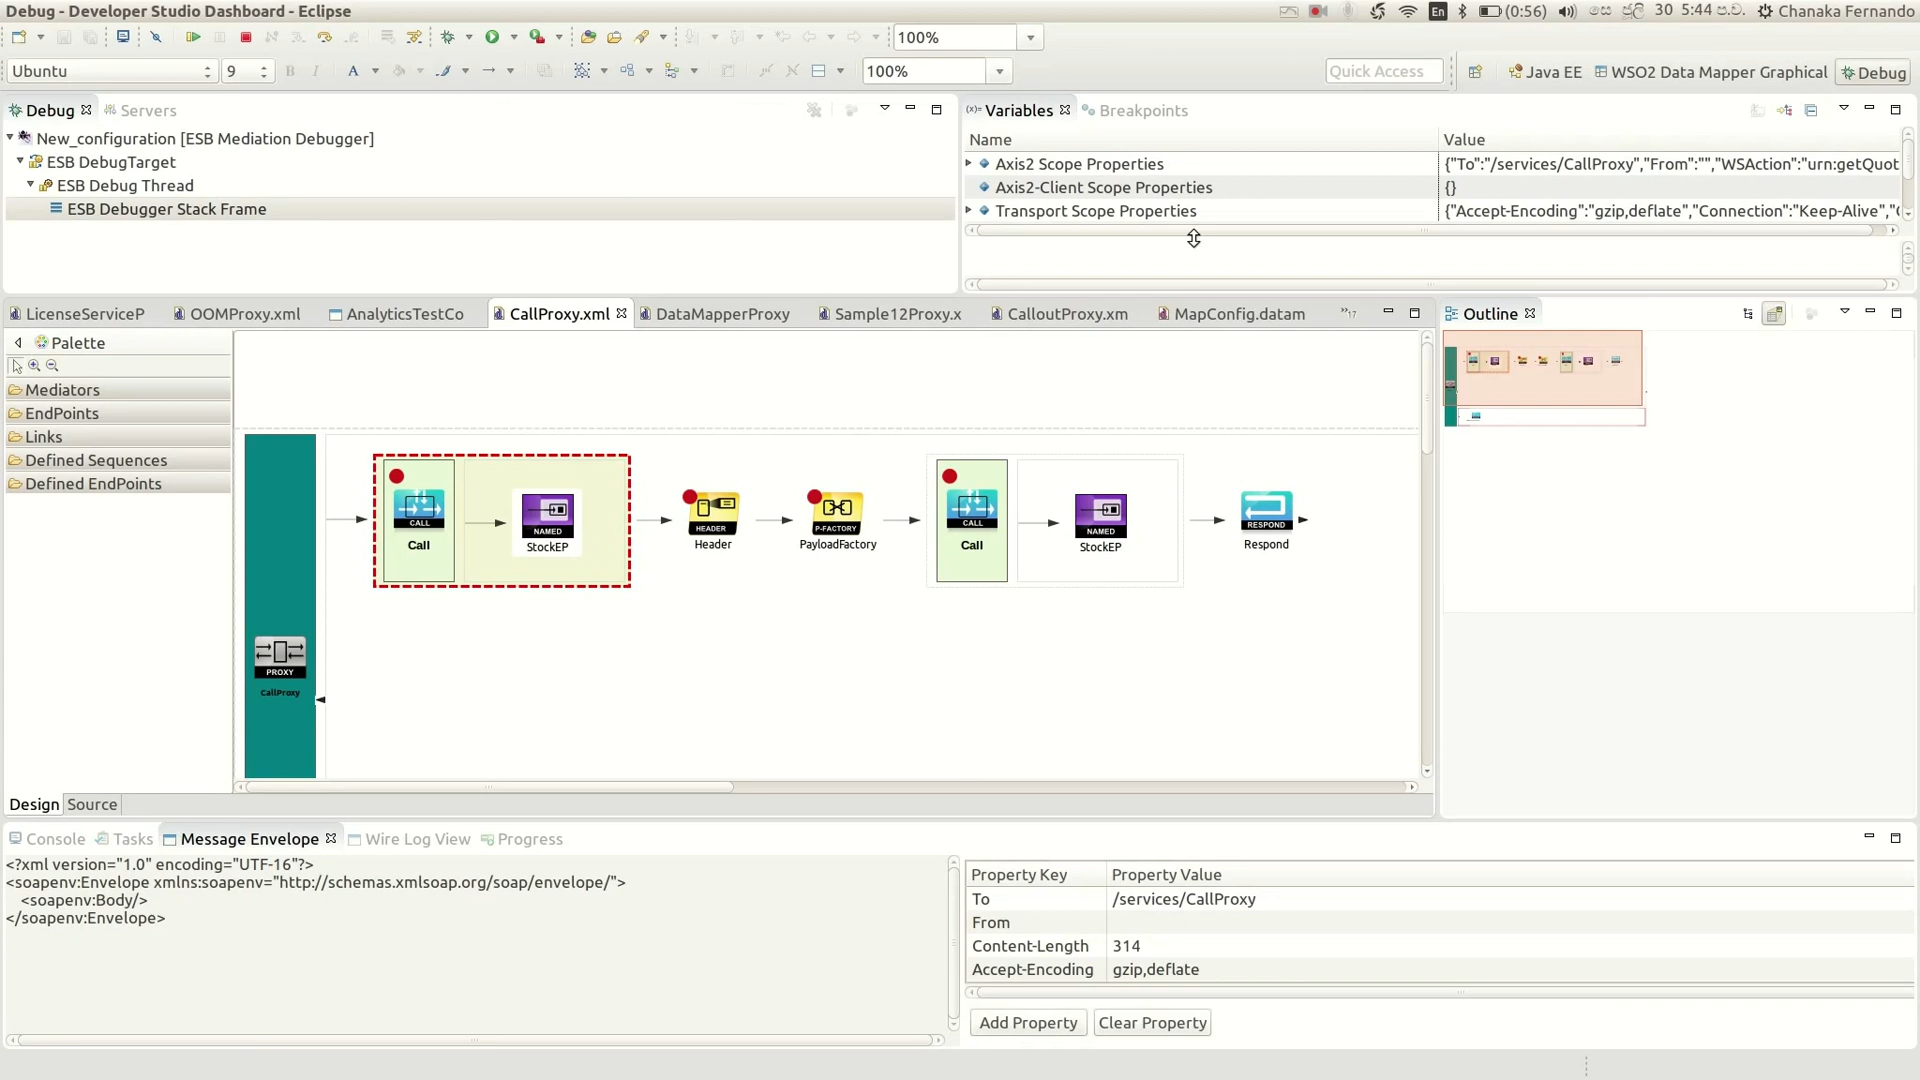 Debug - Developer Studio Dashboard - Eclipse
En
(0:56)
30 5:44 ප.ව.
Chanaka Fernando
100%
Ubuntu
9
100%
Quick Access
Java EE
WSO2 Data Mapper Graphical
Debug
Debug
Servers
New_configuration [ESB Mediation Debugger]
ESB DebugTarget
ESB Debug Thread
ESB Debugger Stack Frame
(x)= Variables
Breakpoints
Name
Value
Axis2 Scope Properties
{"To":"/services/CallProxy","From":"","WSAction":"urn:getQuot
Axis2-Client Scope Properties
{}
Transport Scope Properties
{"Accept-Encoding":"gzip,deflate","Connection":"Keep-Alive","
LicenseServiceP
OOMProxy.xml
AnalyticsTestCo
CallProxy.xml
DataMapperProxy
Sample12Proxy.x
CalloutProxy.xm
MapConfig.datam
»17
Outline
Palette
Mediators
EndPoints
Links
Defined Sequences
Defined EndPoints
CALL
Call
NAMED
StockEP
HEADER
Header
P-FACTORY
PayloadFactory
CALL
Call
NAMED
StockEP
RESPOND
Respond
PROXY
CallProxy
Design
Source
Console
Tasks
Message Envelope
Wire Log View
Progress
<?xml version="1.0" encoding="UTF-16"?>
<soapenv:Envelope xmlns:soapenv="http://schemas.xmlsoap.org/soap/envelope/">
<soapenv:Body/>
</soapenv:Envelope>
Property Key
Property Value
To
/services/CallProxy
From
Content-Length
314
Accept-Encoding
gzip,deflate
Add Property
Clear Property